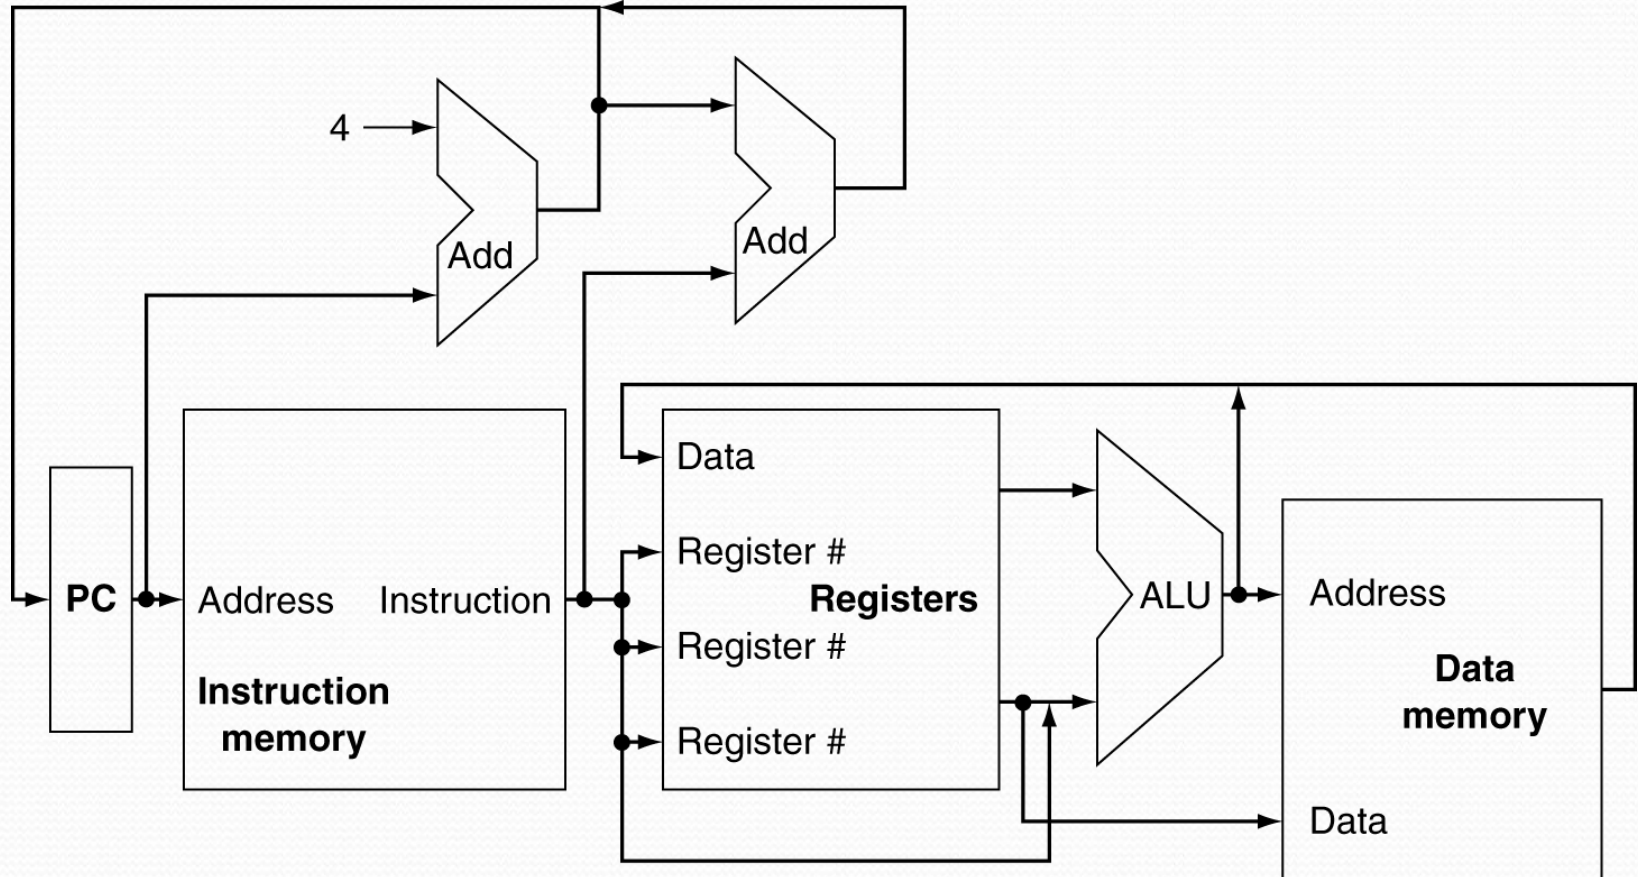 4
Add
Add
Data
Register #
PC
Address
Instruction
Registers
ALU
Address
Register #
Instruction
memory
Data
memory
Register #
Data